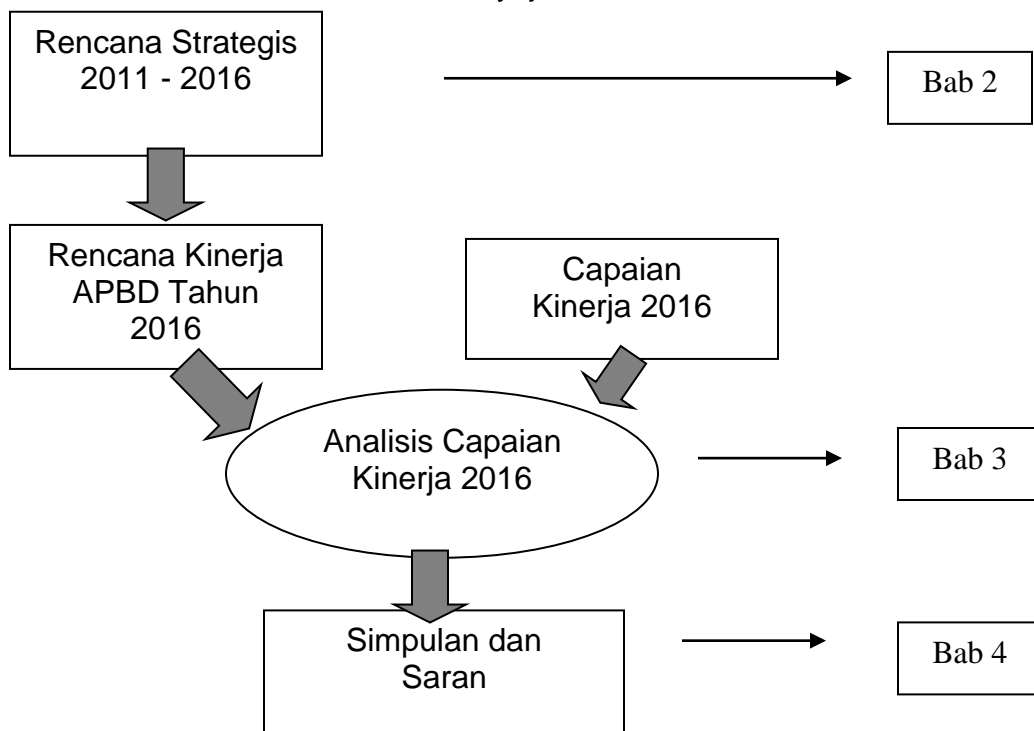 Rencana Strategis
2011 - 2016
Bab 2
Rencana Kinerja
APBD Tahun
2016
Capaian
Kinerja 2016
Analisis Capaian
Kinerja 2016
Bab 3
Simpulan dan
Saran
Bab 4